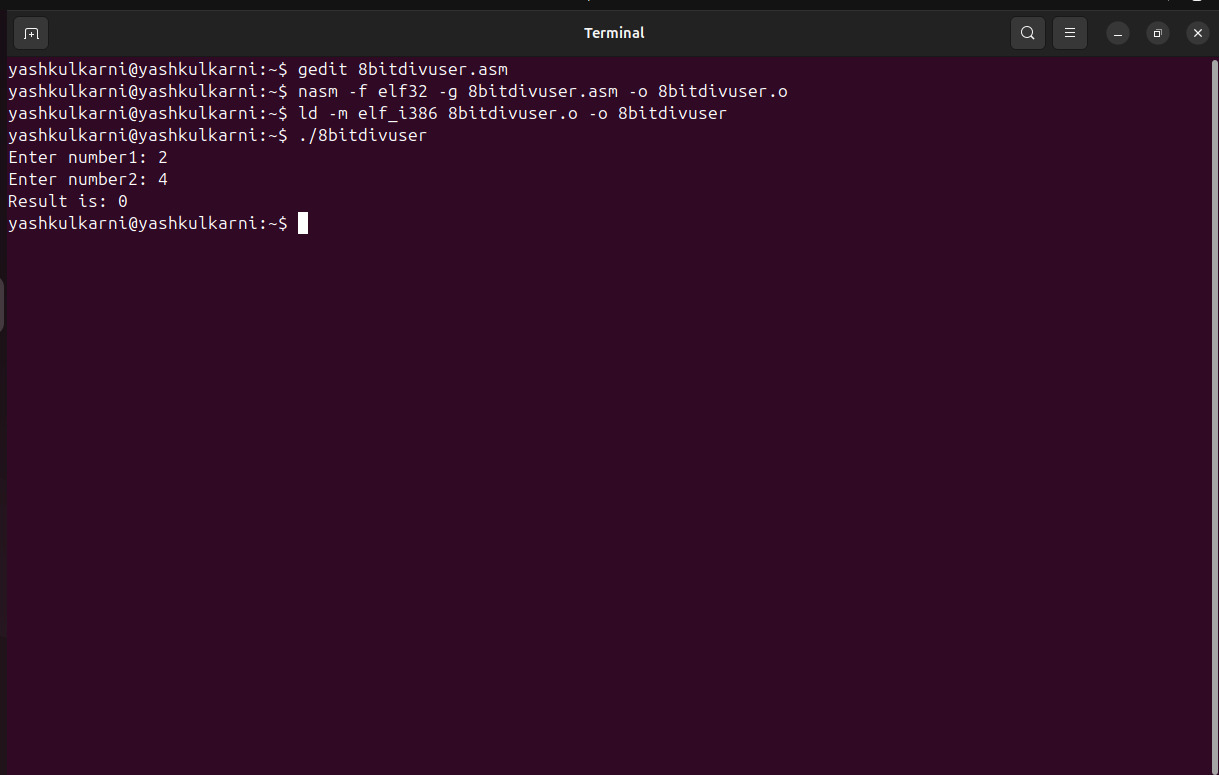 Terminal
yashkulkarni@yashkulkarni:~$ gedit 8bitdivuser.asm
yashkulkarni@yashkulkarni:~$ nasm -f elf32 -g 8bitdivuser.asm -o 8bitdivuser.o
yashkulkarni@yashkulkarni:~$ ld -m elf_i386 8bitdivuser.o -o 8bitdivuser
yashkulkarni@yashkulkarni:~$ ./8bitdivuser
Enter number1: 2
Enter number2: 4
Result is: 0
yashkulkarni@yashkulkarni:~$